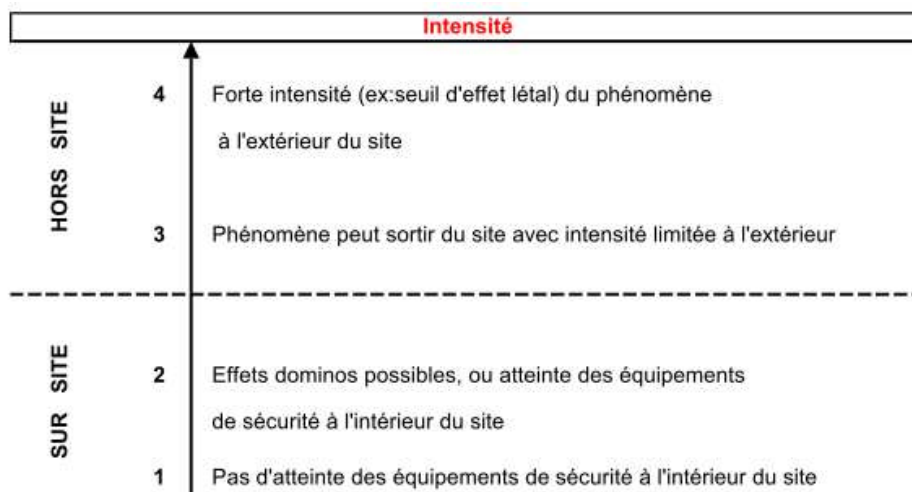 Intensité
HORS SITE
4 Forte intensité (ex:seuil d'effet létal) du phénomène
à l'extérieur du site
3 Phénomène peut sortir du site avec intensité limitée à l'extérieur
SUR SITE
2 Effets dominos possibles, ou atteinte des équipements
de sécurité à l'intérieur du site
1 Pas d'atteinte des équipements de sécurité à l'intérieur du site